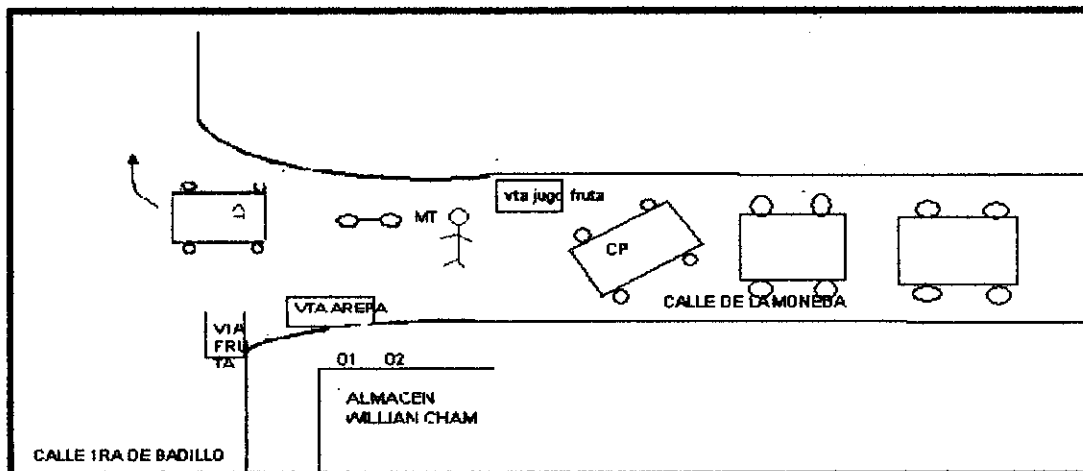 vta jugo fruta
MT
CP
CALLE DE LA MONEDA
VTA AREPA
VTA
FRU
TA
01 02
ALMACEN
WILLIAN CHAM
CALLE 1RA DE BADILLO